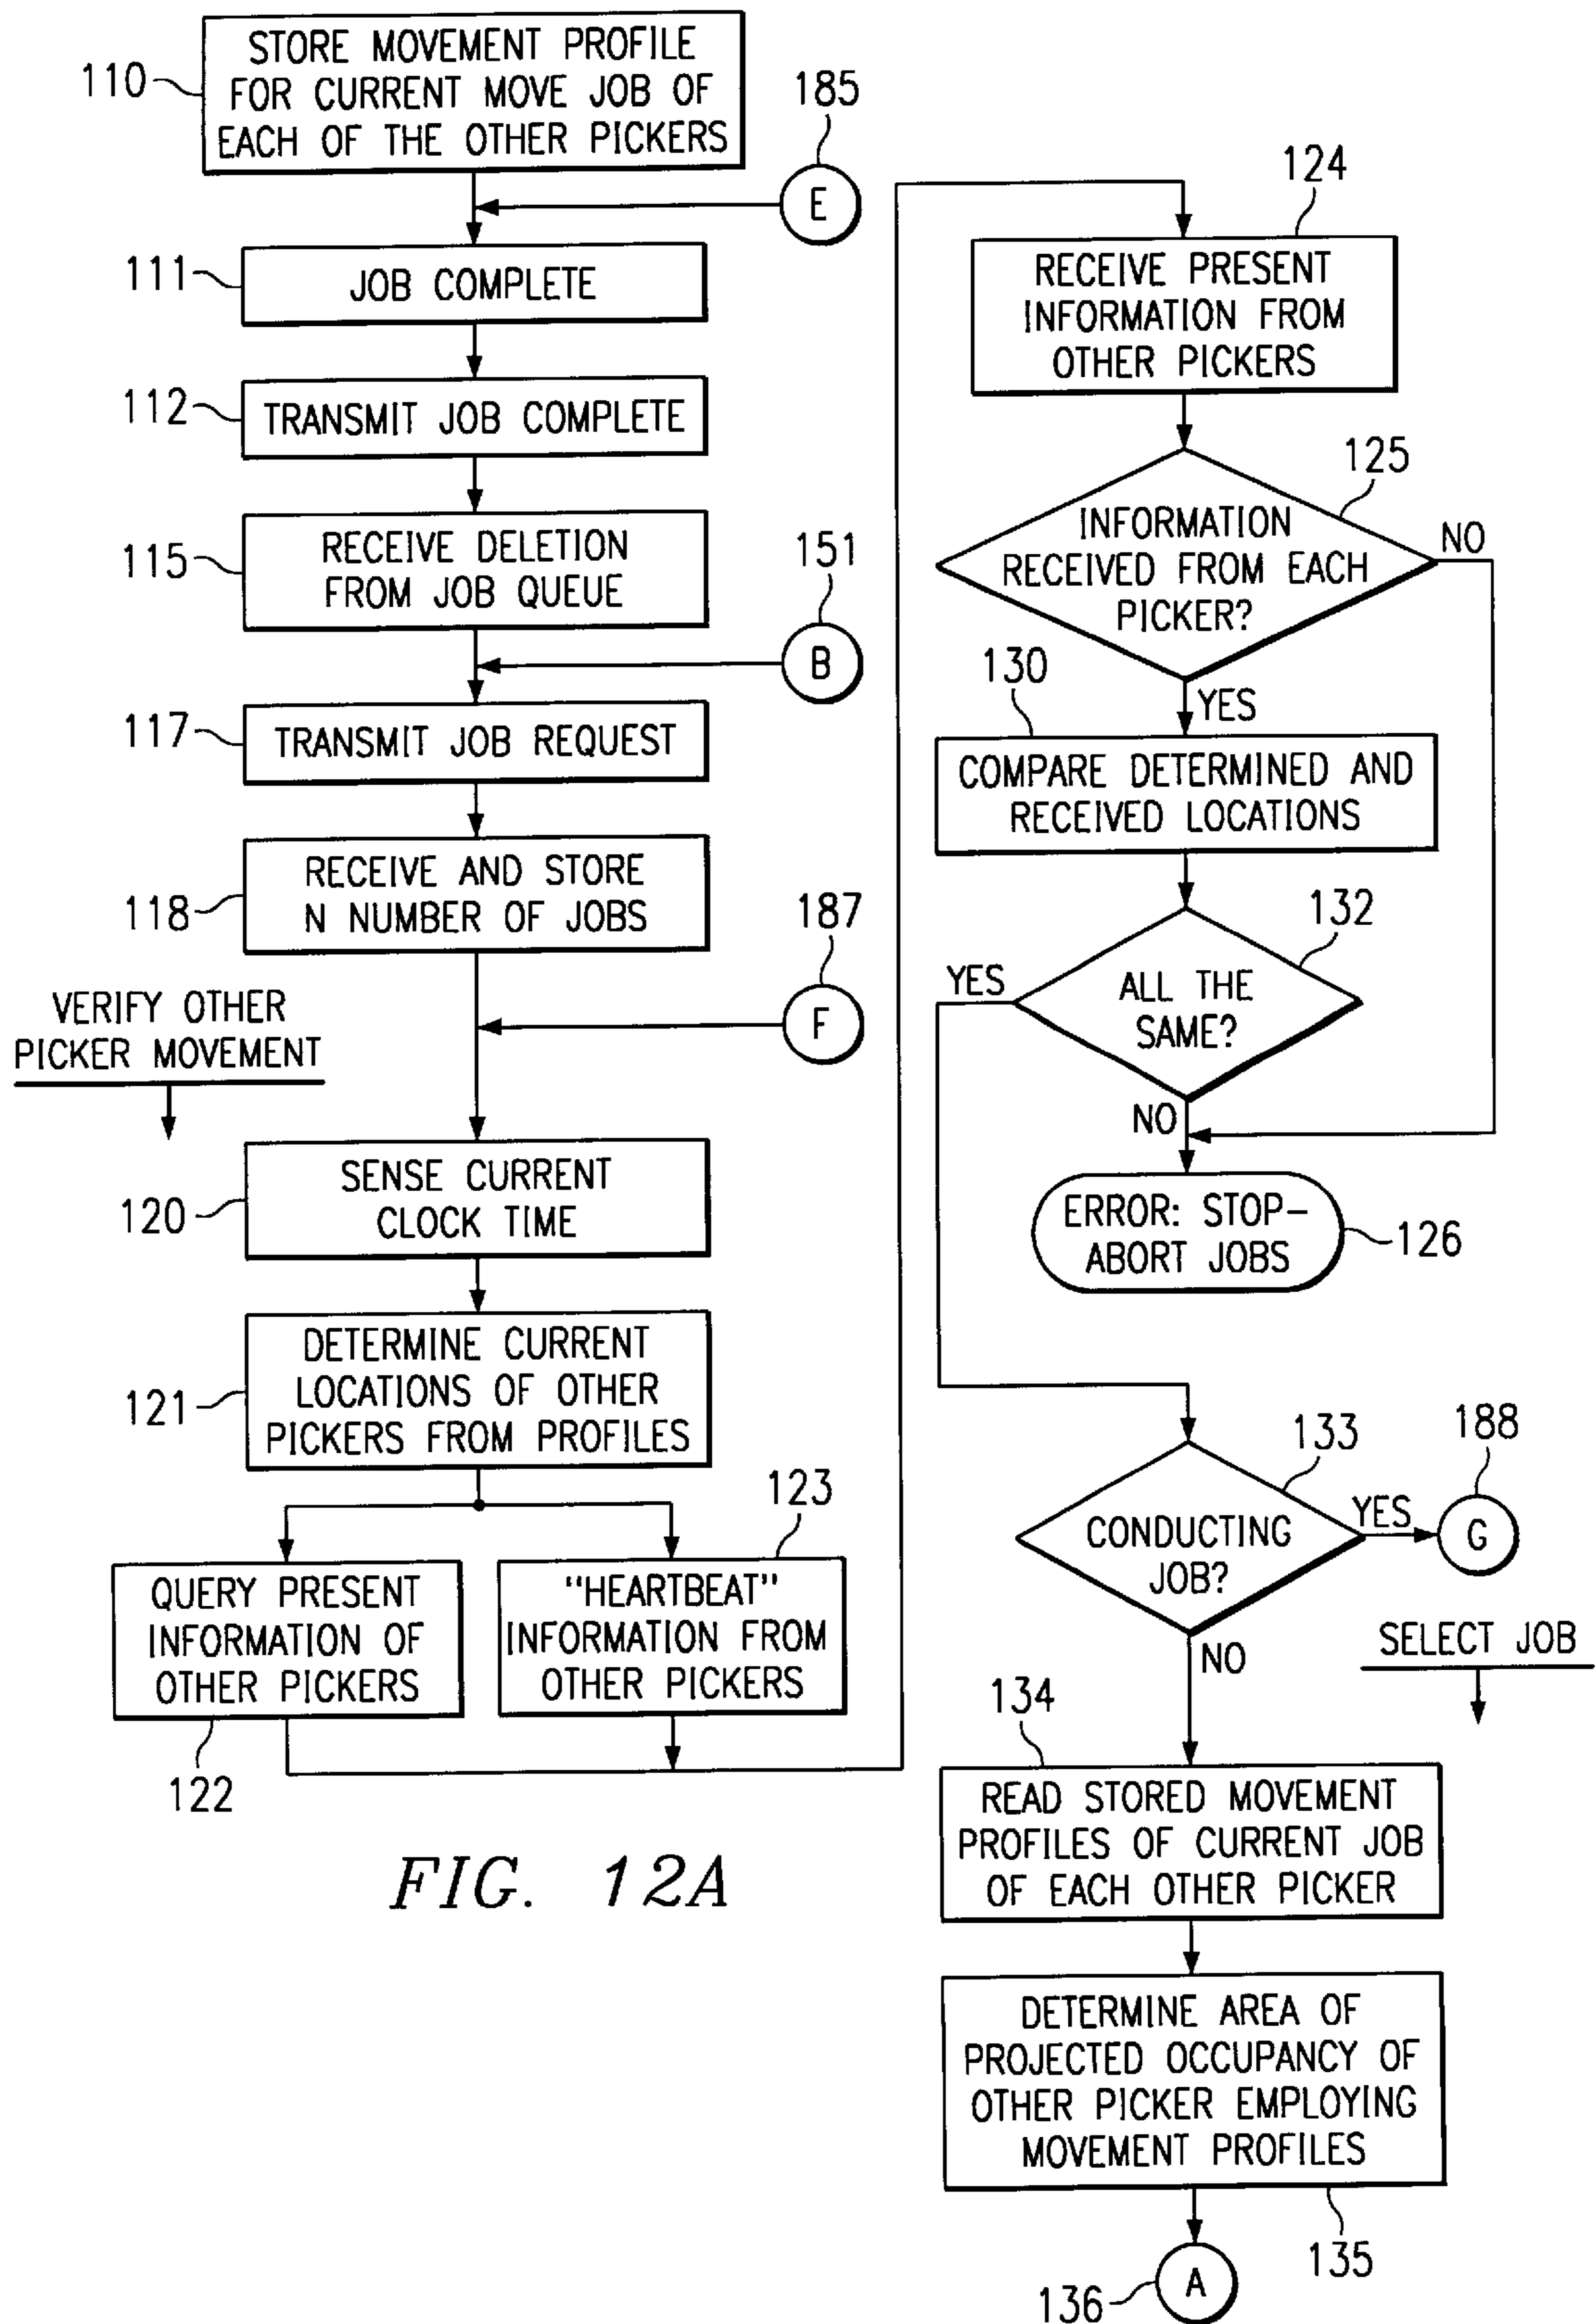 STORE MOVEMENT PROFILE
FOR CURRENT MOVE JOB OF
EACH OF THE OTHER PICKERS
110
185
E
111
JOB COMPLETE
112
TRANSMIT JOB COMPLETE
115
RECEIVE DELETION
FROM JOB QUEUE
151
B
117
TRANSMIT JOB REQUEST
118
RECEIVE AND STORE
N NUMBER OF JOBS
187
F
VERIFY OTHER
PICKER MOVEMENT
120
SENSE CURRENT
CLOCK TIME
121
DETERMINE CURRENT
LOCATIONS OF OTHER
PICKERS FROM PROFILES
123
QUERY PRESENT
INFORMATION OF
OTHER PICKERS
122
"HEARTBEAT"
INFORMATION FROM
OTHER PICKERS
FIG. 12A
124
RECEIVE PRESENT
INFORMATION FROM
OTHER PICKERS
125
INFORMATION
RECEIVED FROM EACH
PICKER?
NO
YES
130
COMPARE DETERMINED AND
RECEIVED LOCATIONS
132
YES
ALL THE
SAME?
NO
ERROR: STOP-
ABORT JOBS
126
133
188
CONDUCTING
JOB?
YES
G
NO
SELECT JOB
134
READ STORED MOVEMENT
PROFILES OF CURRENT JOB
OF EACH OTHER PICKER
DETERMINE AREA OF
PROJECTED OCCUPANCY OF
OTHER PICKER EMPLOYING
MOVEMENT PROFILES
135
136
A